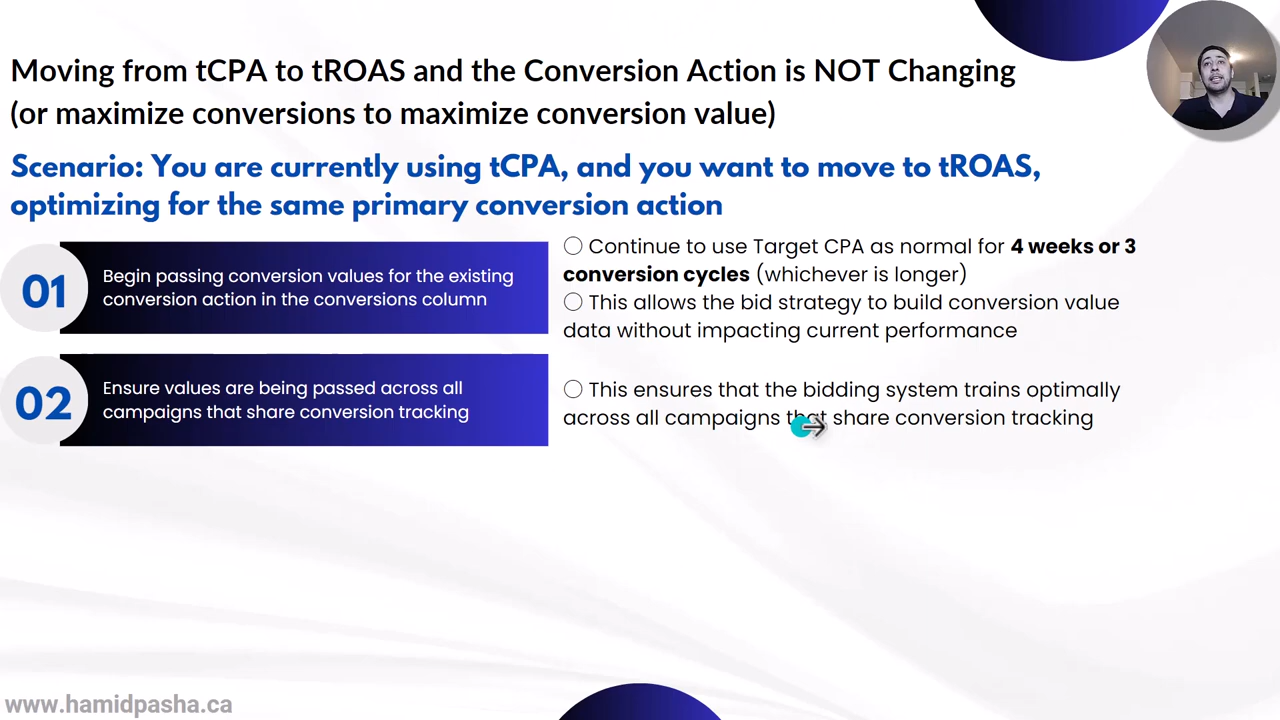 Moving from tCPA to tROAS and the Conversion Action is NOT Changing
(or maximize conversions to maximize conversion value)
Scenario: You are currently using tCPA, and you want to move to tROAS,
optimizing for the same primary conversion action
01
Begin passing conversion values for the existing
conversion action in the conversions column
Continue to use Target CPA as normal for 4 weeks or 3
conversion cycles (whichever is longer)
This allows the bid strategy to build conversion value
data without impacting current performance
02
Ensure values are being passed across all
campaigns that share conversion tracking
This ensures that the bidding system trains optimally
across all campaigns that share conversion tracking
www.hamidpasha.ca